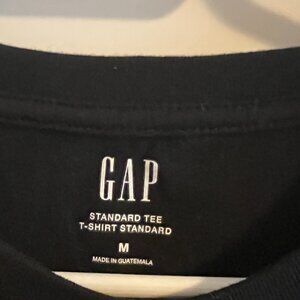 GAP
STANDARD TEE
T-SHIRT STANDARD
M
MADE IN GUATEMALA